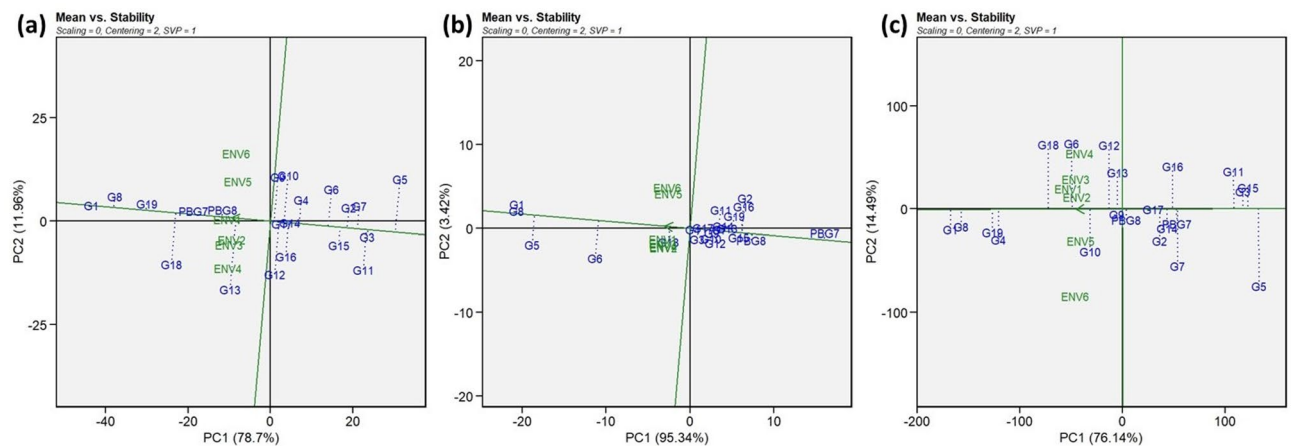 (a)
Mean vs. Stability
Scaling = 0, Centering = 2, SVP = 1
PC2 (11.96%)
25
0
-25
-40
-20
0
20
PC1 (78.7%)
ENV6
ENV5
ENV2
ENV3
ENV4
G1
G8
G19
PBG7
PBG8
G18
G13
G12
G16
G10
G4
G14
G6
G2
G7
G5
G15
G3
G11
(b)
Mean vs. Stability
Scaling = 0, Centering = 2, SVP = 1
PC2 (3.42%)
20
10
0
-10
-20
-20
-10
0
10
PC1 (95.34%)
G1
G8
G5
G6
ENV6
ENV4
G2
G16
G11
G19
G17
G12
PBG8
PBG7
(c)
Mean vs. Stability
Scaling = 0, Centering = 2, SVP = 1
PC2 (14.49%)
100
0
-100
-200
-100
0
100
PC1 (76.14%)
G18
G6
G12
ENV4
G13
ENV3
ENV1
ENV2
G16
G11
G15
G3
G1
G8
G19
G4
ENV5
G10
ENV6
G9
PBG8
G17
PBG7
G14
G2
G7
G5